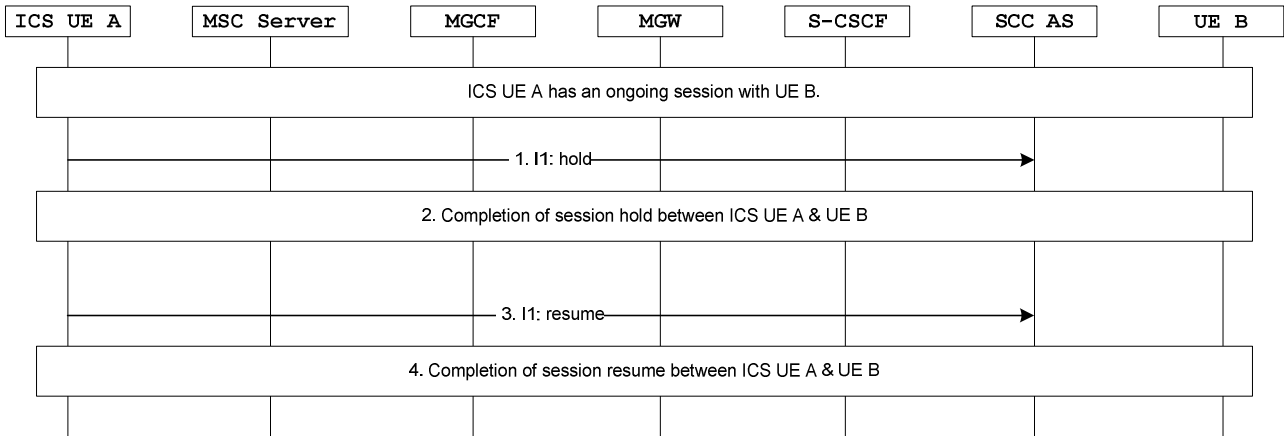 ICS UE A
MSC Server
MGCF
MGW
S-CSCF
SCC AS
UE B
ICS UE A has an ongoing session with UE B.
1. I1: hold
2. Completion of session hold between ICS UE A & UE B
3. I1: resume
4. Completion of session resume between ICS UE A & UE B